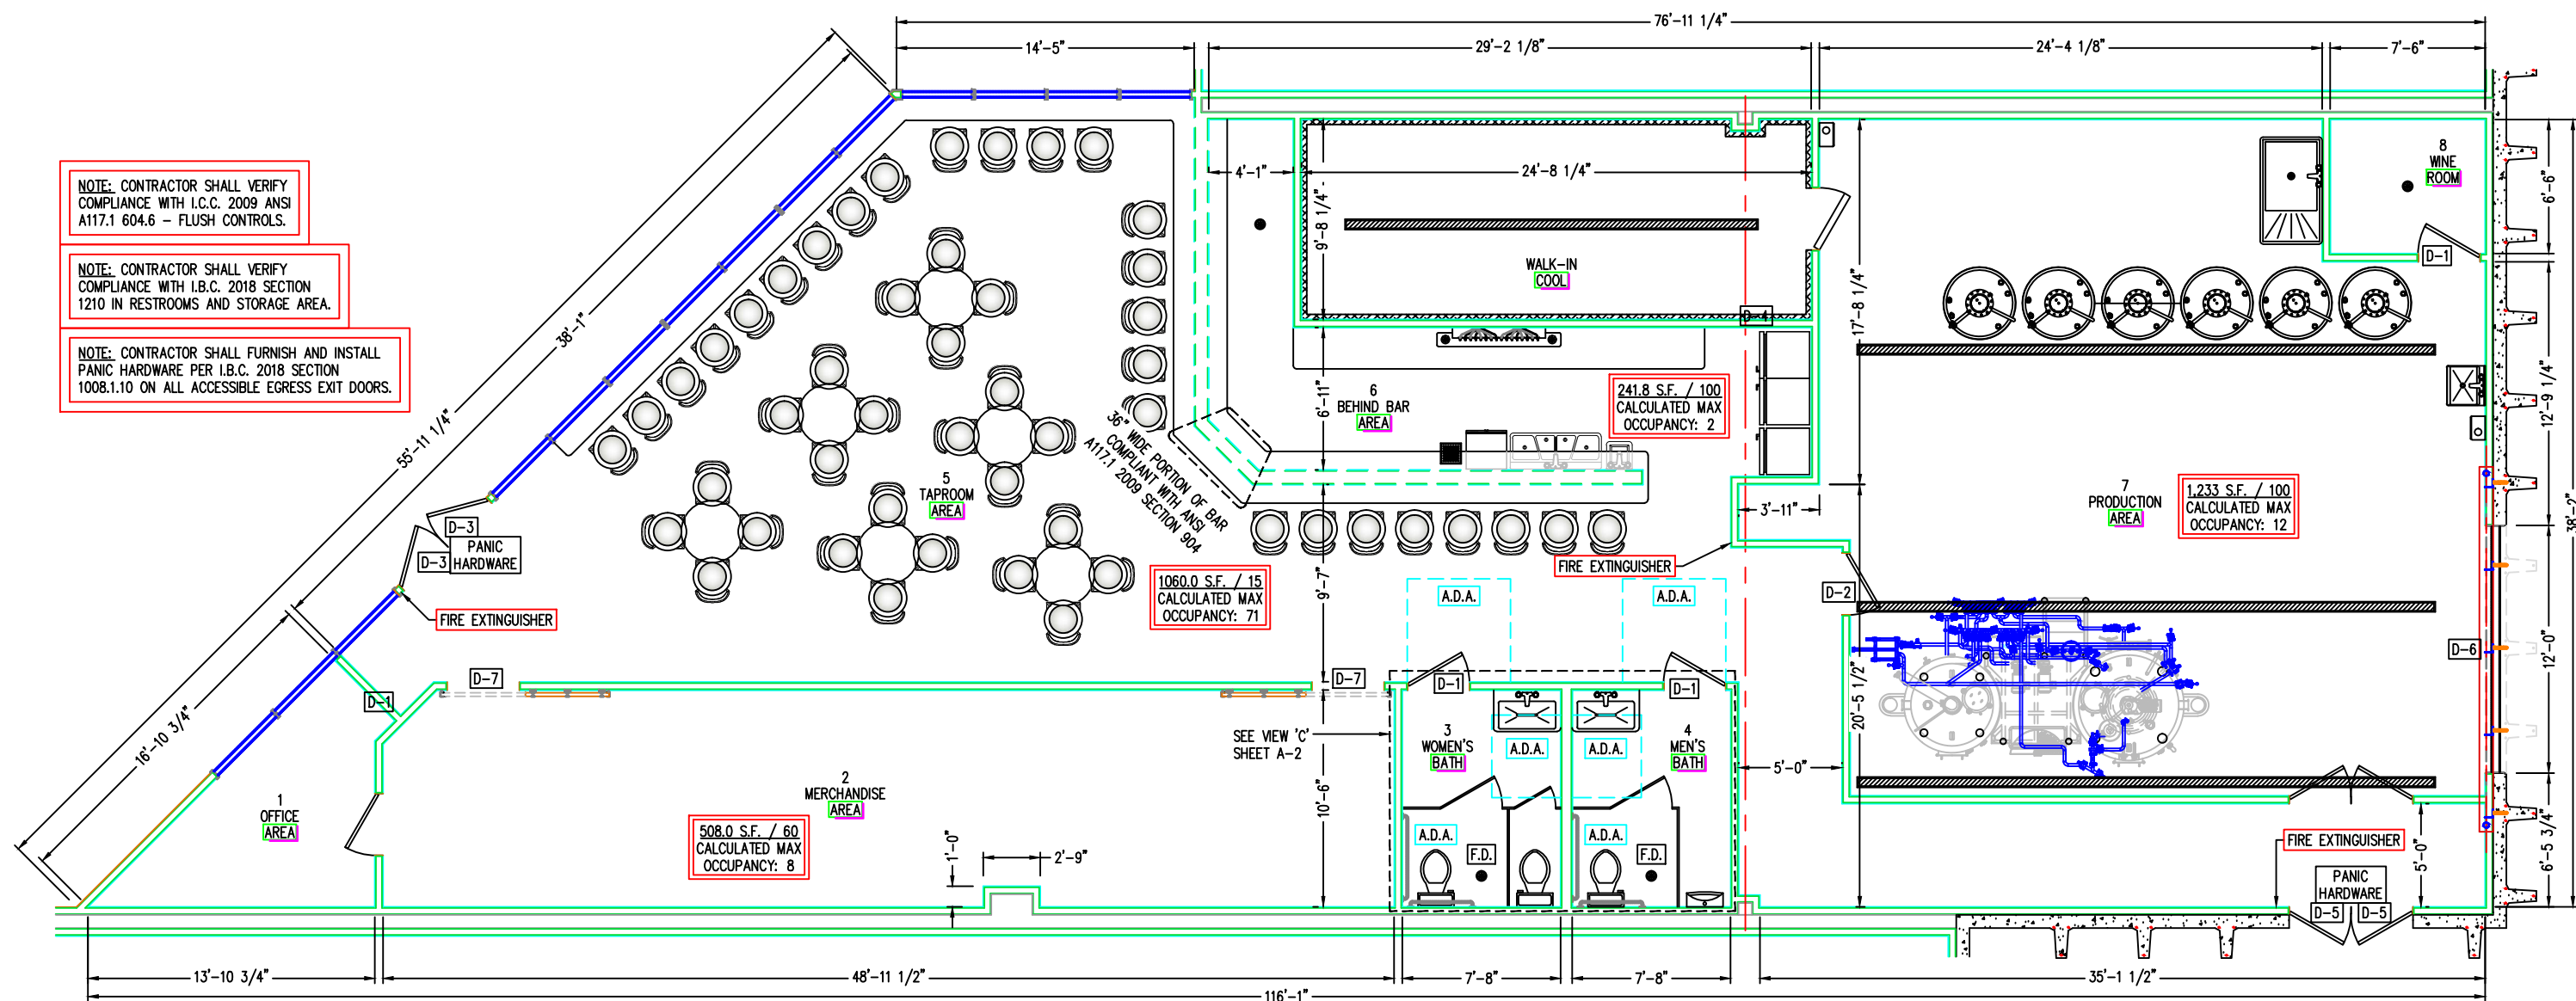 76'-11 1/4"
14'-5"
29'-2 1/8"
24'-4 1/8"
7'-6"
NOTE: CONTRACTOR SHALL VERIFY
COMPLIANCE WITH I.C.C. 2009 ANSI
A117.1 604.6 – FLUSH CONTROLS.
NOTE: CONTRACTOR SHALL VERIFY
COMPLIANCE WITH I.B.C. 2018 SECTION
1210 IN RESTROOMS AND STORAGE AREA.
NOTE: CONTRACTOR SHALL FURNISH AND INSTALL
PANIC HARDWARE PER I.B.C. 2018 SECTION
1008.1.10 ON ALL ACCESSIBLE EGRESS EXIT DOORS.
38'-1"
55'-11 1/4"
16'-10 3/4"
4'-1"
24'-8 1/4"
9'-8 1/4"
WALK-IN
COOL
D-4
17'-8 1/4"
8
WINE
ROOM
D-1
6'-6"
38'-2"
12'-9 1/4"
6'-11"
6
BEHIND BAR
AREA
241.8 S.F. / 100
CALCULATED MAX
OCCUPANCY: 2
36" WIDE PORTION OF BAR
COMPLIANT WITH ANSI
A117.1 2009 SECTION 904
5
TAPROOM
AREA
7
PRODUCTION
AREA
1,233 S.F. / 100
CALCULATED MAX
OCCUPANCY: 12
3'-11"
D-3
D-3
PANIC
HARDWARE
FIRE EXTINGUISHER
1060.0 S.F. / 15
CALCULATED MAX
OCCUPANCY: 71
9'-7"
FIRE EXTINGUISHER
A.D.A.
A.D.A.
D-2
D-6
12'-0"
D-7
D-7
D-1
D-1
D-1
20'-5 1/2"
SEE VIEW 'C'
SHEET A-2
3
WOMEN'S
BATH
A.D.A.
A.D.A.
4
MEN'S
BATH
5'-0"
1
OFFICE
AREA
2
MERCHANDISE
AREA
508.0 S.F. / 60
CALCULATED MAX
OCCUPANCY: 8
10'-6"
1'-0"
2'-9"
A.D.A.
F.D.
A.D.A.
F.D.
FIRE EXTINGUISHER
5'-0"
6'-5 3/4"
PANIC
HARDWARE
D-5
D-5
13'-10 3/4"
48'-11 1/2"
7'-8"
7'-8"
35'-1 1/2"
116'-1"